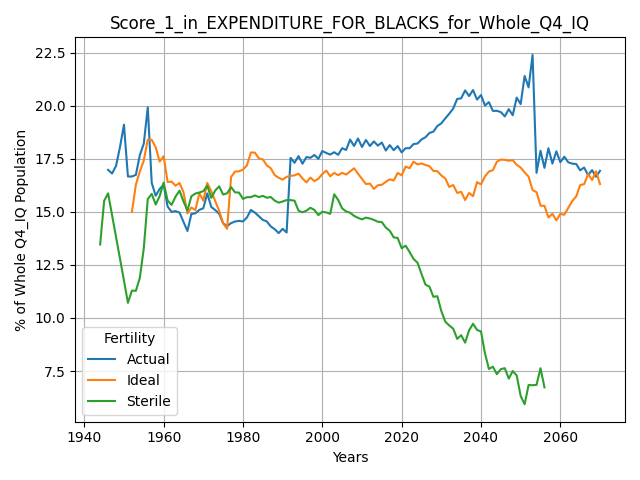 Score_1_in_EXPENDITURE_FOR_BLACKS_for_Whole_Q4_IQ
% of Whole Q4_IQ Population
22.5
20.0
17.5
15.0
12.5
10.0
7.5
Fertility
Actual
Ideal
Sterile
1940 1960 1980 2000 2020 2040 2060
Years